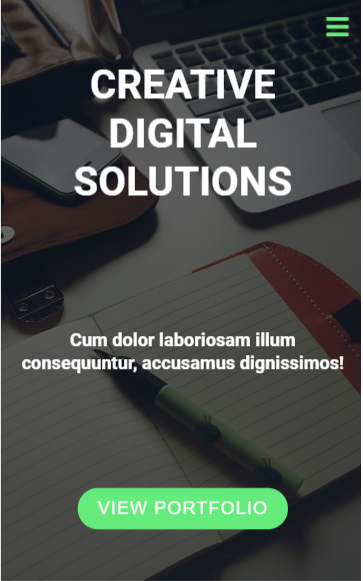 CREATIVE
DIGITAL
SOLUTIONS
Cum dolor laboriosam illum
consequuntur, accusamus dignissimos!
VIEW PORTFOLIO